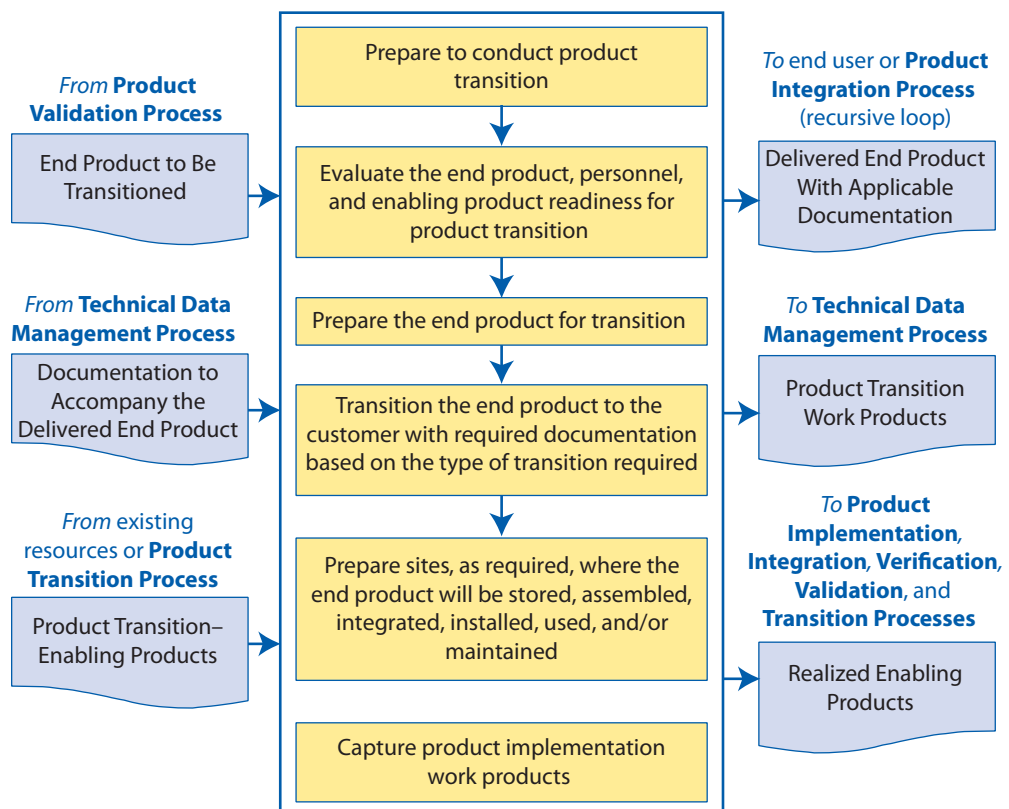 From Product
Validation Process
End Product to Be
Transitioned
From Technical Data
Management Process
Documentation to
Accompany the
Delivered End Product
From existing
resources or Product
Transition Process
Product Transition–
Enabling Products
Prepare to conduct product
transition
Evaluate the end product, personnel,
and enabling product readiness for
product transition
Prepare the end product for transition
Transition the end product to the
customer with required documentation
based on the type of transition required
Prepare sites, as required, where the
end product will be stored, assembled,
integrated, installed, used, and/or
maintained
Capture product implementation
work products
To end user or Product
Integration Process
(recursive loop)
Delivered End Product
With Applicable
Documentation
To Technical Data
Management Process
Product Transition
Work Products
To Product
Implementation,
Integration, Verification,
Validation, and
Transition Processes
Realized Enabling
Products